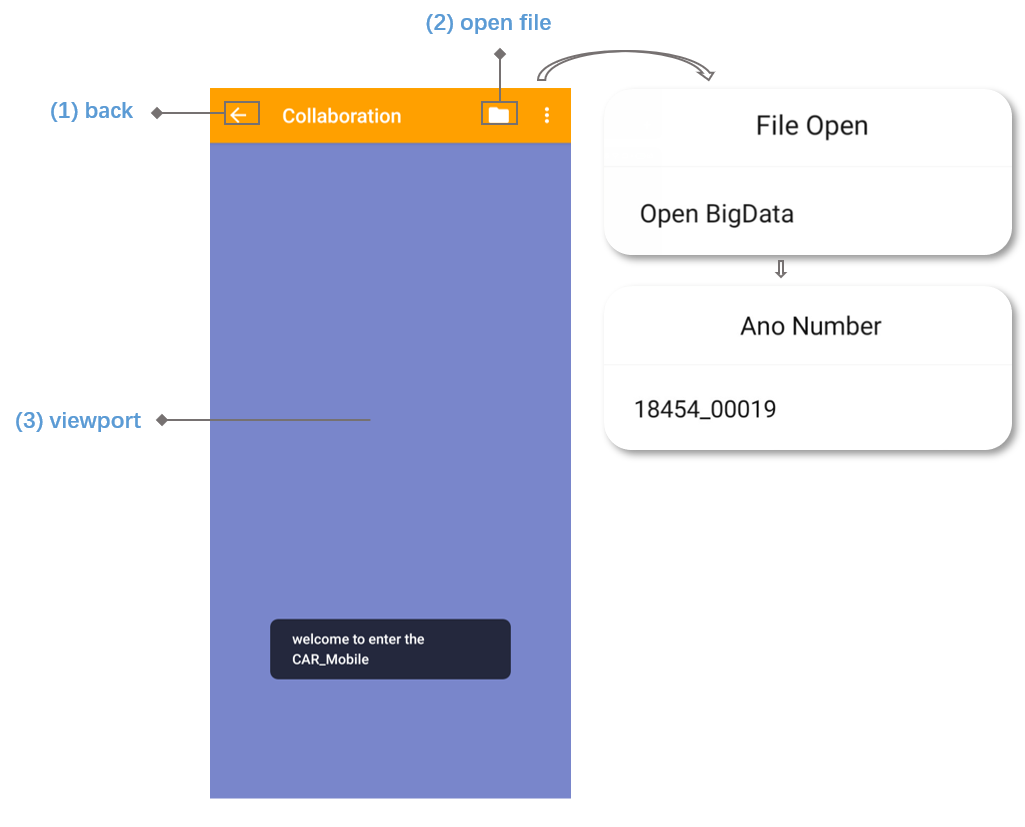 (2) open file
(1) back
Collaboration
File Open
Open BigData
Ano Number
18454_00019
(3) viewport
welcome to enter the
CAR_Mobile